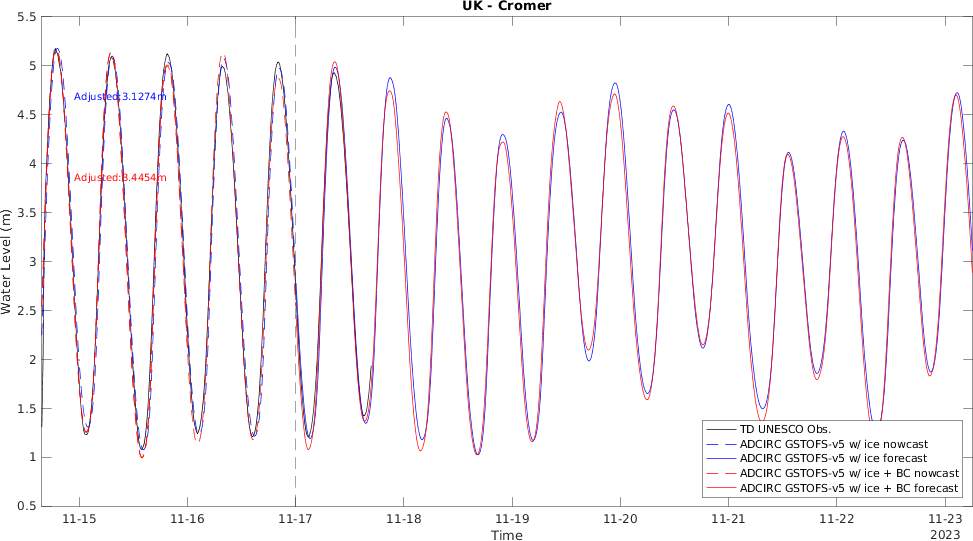 UK - Cromer
5.5
5
4.5
4
3.5
3
2.5
2
1.5
1
0.5
Water Level (m)
Adjusted:3.1274m
Adjusted:3.4454m
TD UNESCO Obs.
ADCIRC GSTOFS-v5 w/ ice nowcast
ADCIRC GSTOFS-v5 w/ ice forecast
ADCIRC GSTOFS-v5 w/ ice + BC nowcast
ADCIRC GSTOFS-v5 w/ ice + BC forecast
11-15 11-16 11-17 11-18 11-19 11-20 11-21 11-22 11-23
Time
2023